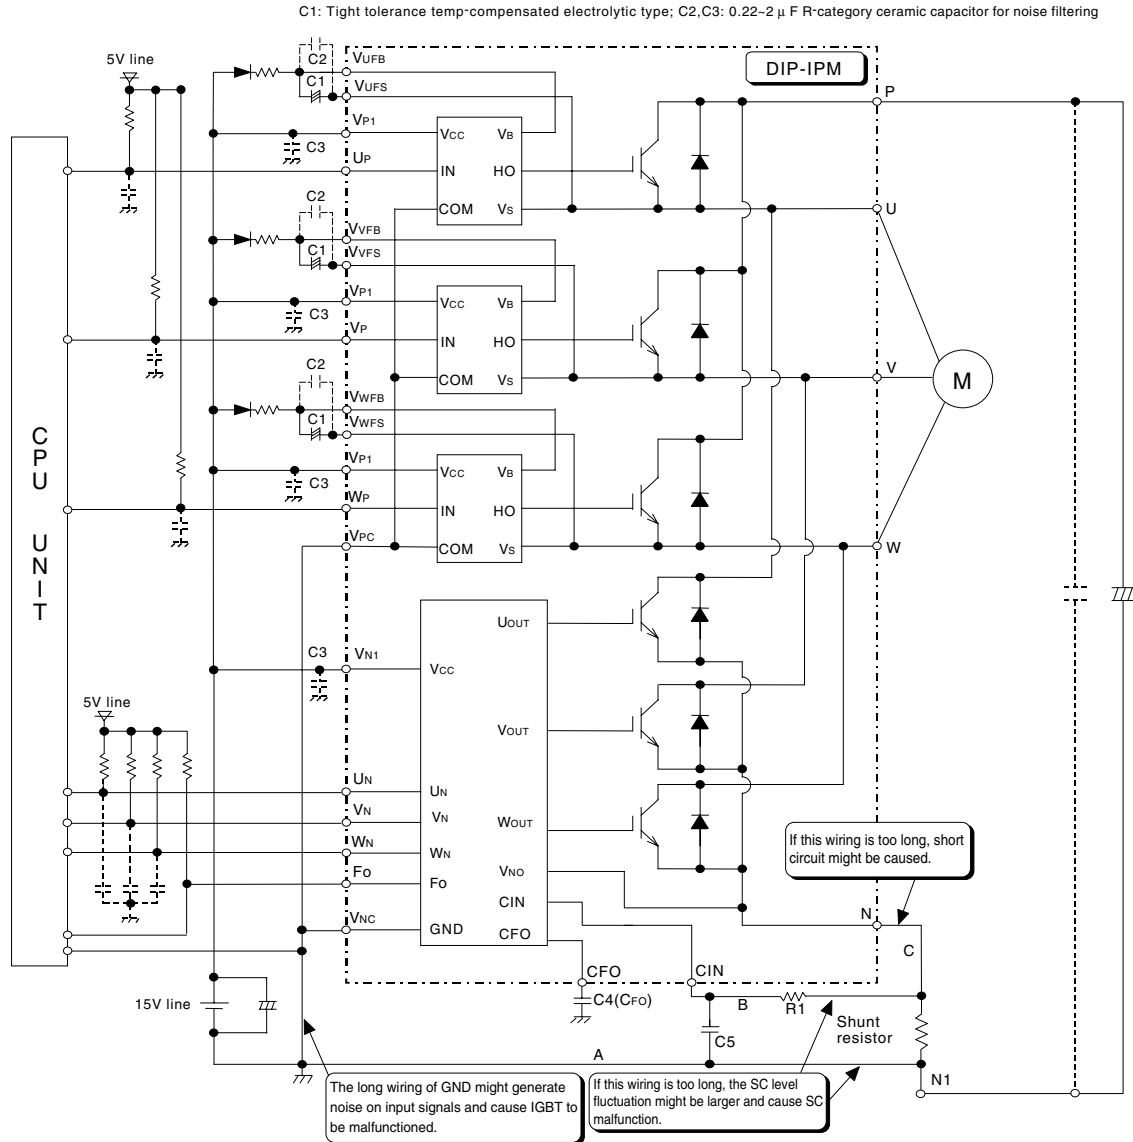 C1: Tight tolerance temp-compensated electrolytic type; C2,C3: 0.22~2 μ F R-category ceramic capacitor for noise filtering
5V line
C2
VUFB
DIP-IPM
C1
VUFS
P
VP1
VCC
VB
C3
UP
IN
HO
COM
VS
U
C2
VVFB
C1
VVFS
VP1
VCC
VB
C3
VP
IN
HO
COM
VS
V
M
C2
VWFB
C1
VWFS
VP1
VCC
VB
C3
WP
IN
HO
VPC
COM
VS
W
CPU UNIT
UOUT
C3
VN1
VCC
5V line
VOUT
UN
UN
VN
VN
WOUT
WN
WN
If this wiring is too long, short
circuit might be caused.
VNO
FO
FO
CIN
VNC
GND
CFO
N
C
CFO
CIN
15V line
C4(CFO)
B
R1
C5
Shunt
resistor
A
N1
The long wiring of GND might generate
noise on input signals and cause IGBT to
be malfunctioned.
If this wiring is too long, the SC level
fluctuation might be larger and cause SC
malfunction.